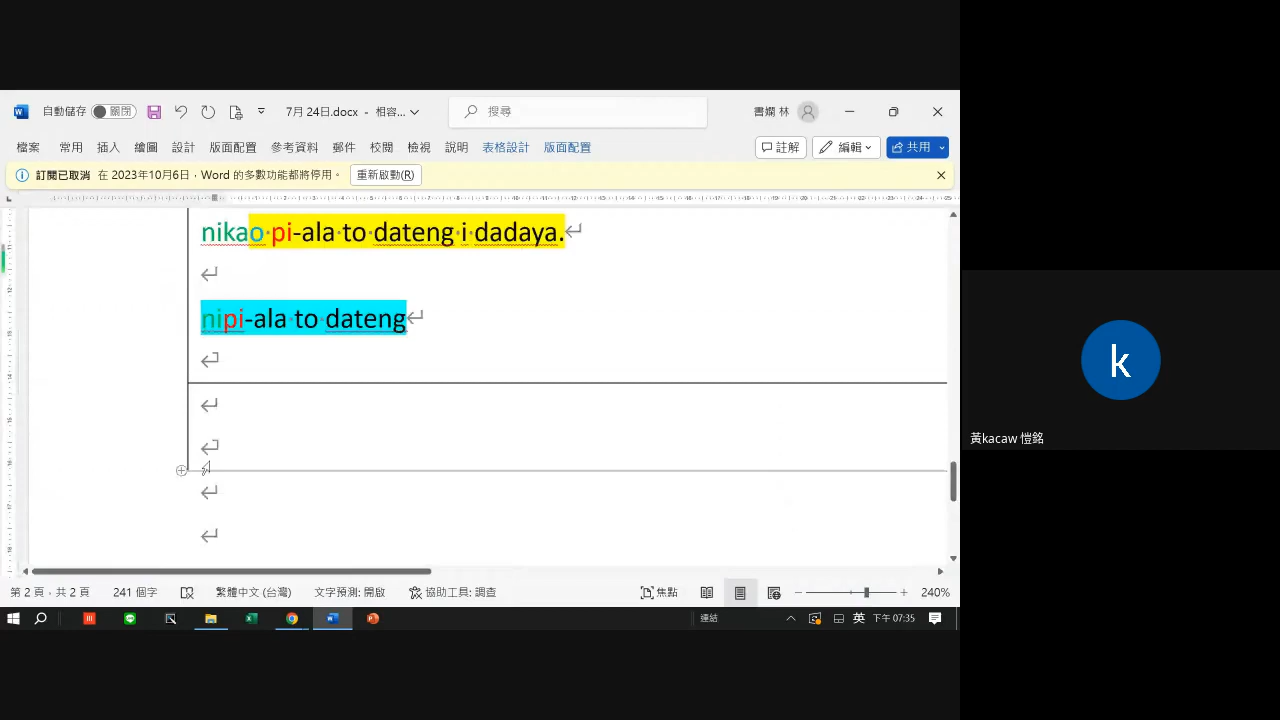 自動儲存 關閉 7月 24日.docx - 相容... 搜尋 書嫻 林
檔案 常用 插入 繪圖 設計 版面配置 參考資料 郵件 校閱 檢視 說明 表格設計 版面配置 註解 編輯 共用
訂閱已取消 在 2023年10月6日,Word 的多數功能都將停用。 重新啟動(R)
nikao pi-ala to dateng i dadaya.
nipi-ala to dateng
k
黃kacaw 愷銘
第 2 頁,共 2 頁 241 個字 繁體中文 (台灣) 文字預測: 開啟 協助工具: 調查 焦點 240%
連結 英 下午 07:35